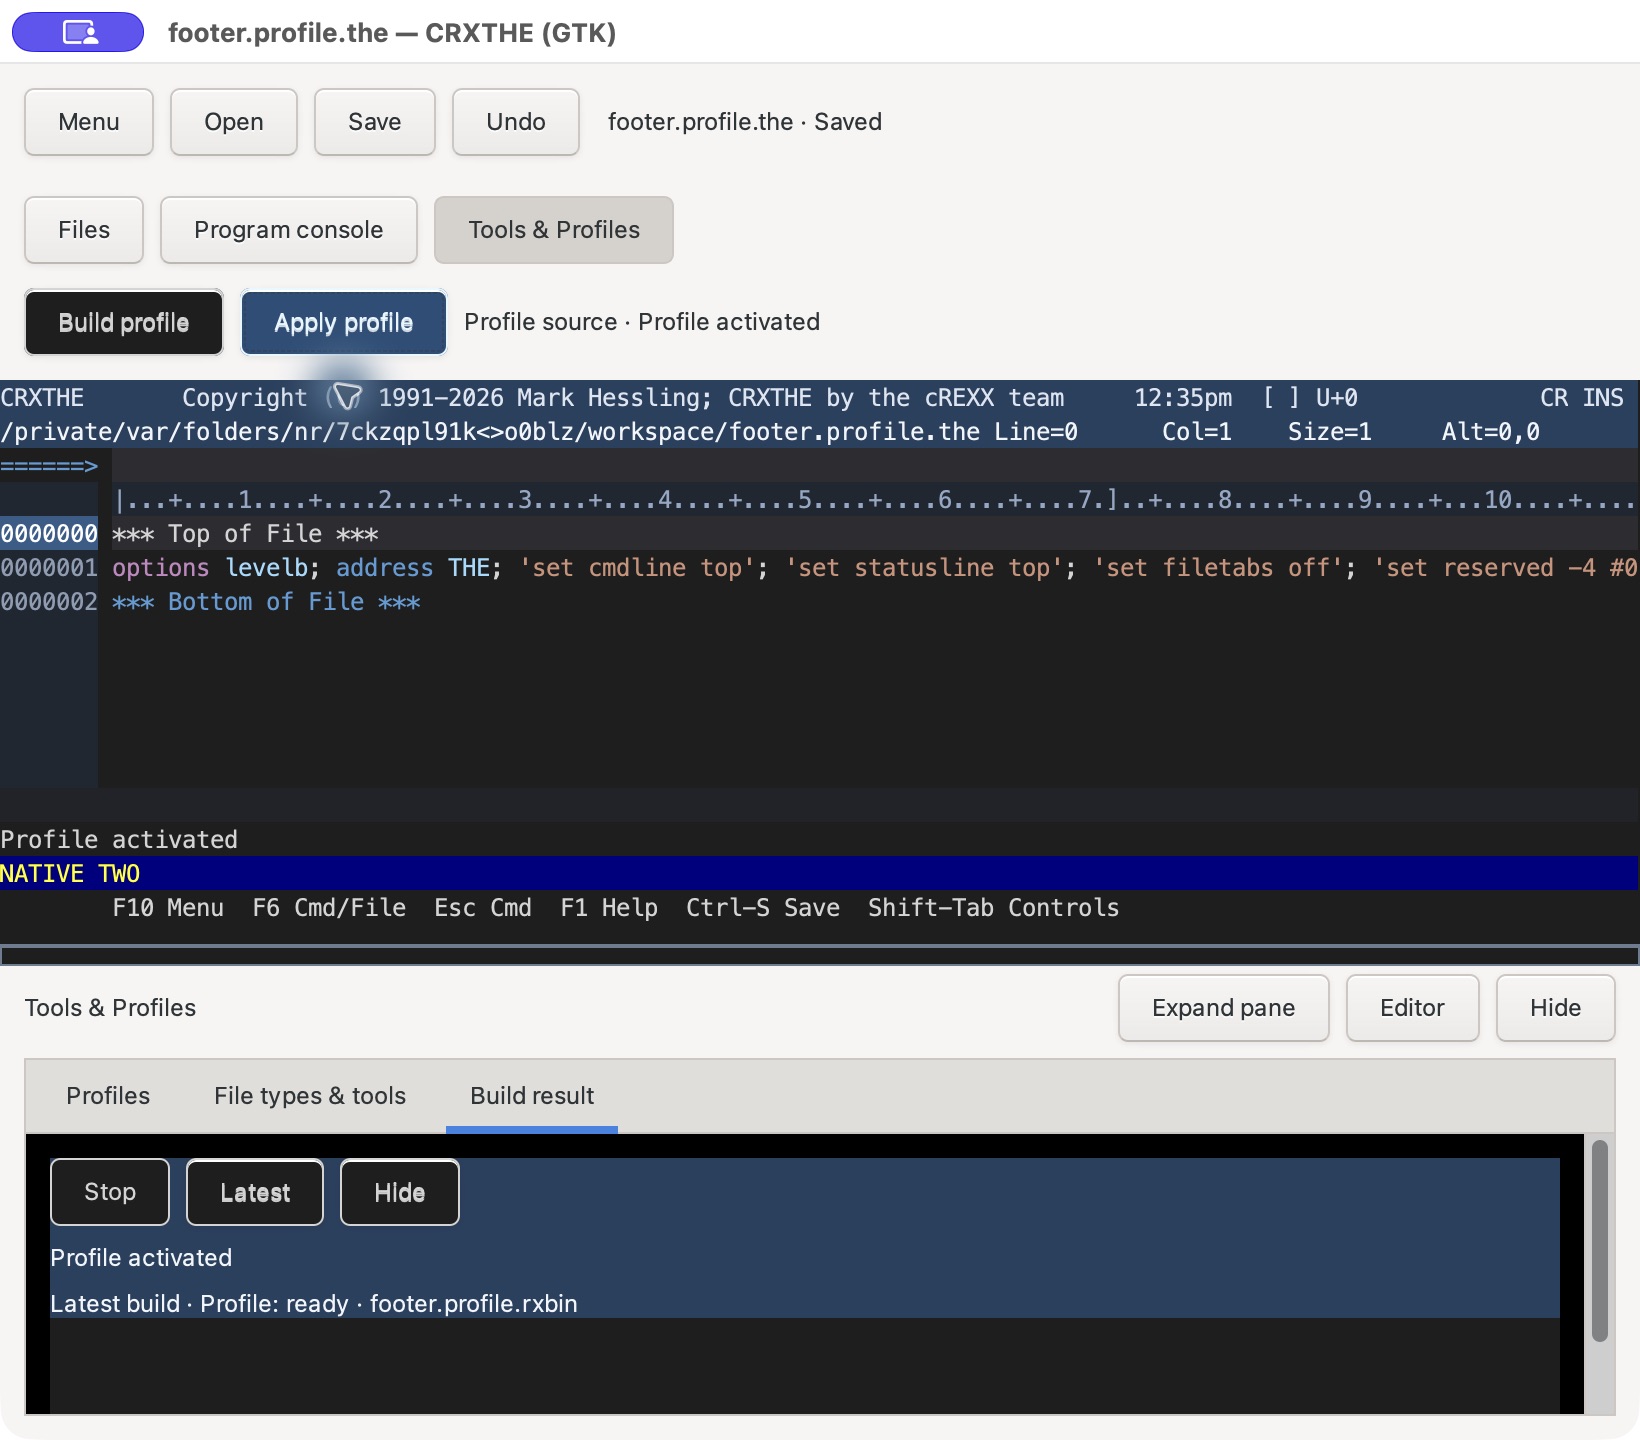 footer.profile.the — CRXTHE (GTK)
Menu Open Save Undo footer.profile.the · Saved
Files Program console Tools & Profiles
Build profile Apply profile Profile source · Profile activated
CRXTHE Copyright 1991–2026 Mark Hessling; CRXTHE by the cREXX team 12:35pm [ ] U+0 CR INS
/private/var/folders/nr/7ckzqpl91k<>o0blz/workspace/footer.profile.the Line=0 Col=1 Size=1 Alt=0,0
======>
|...+....1....+....2....+....3....+....4....+....5....+....6....+....7.]..+....8....+....9....+...10....+....
0000000 *** Top of File ***
0000001 options levelb; address THE; 'set cmdline top'; 'set statusline top'; 'set filetabs off'; 'set reserved −4 #0
0000002 *** Bottom of File ***
Profile activated
NATIVE TWO
F10 Menu F6 Cmd/File Esc Cmd F1 Help Ctrl−S Save Shift−Tab Controls
Tools & Profiles Expand pane Editor Hide
Profiles File types & tools Build result
Stop Latest Hide
Profile activated
Latest build · Profile: ready · footer.profile.rxbin